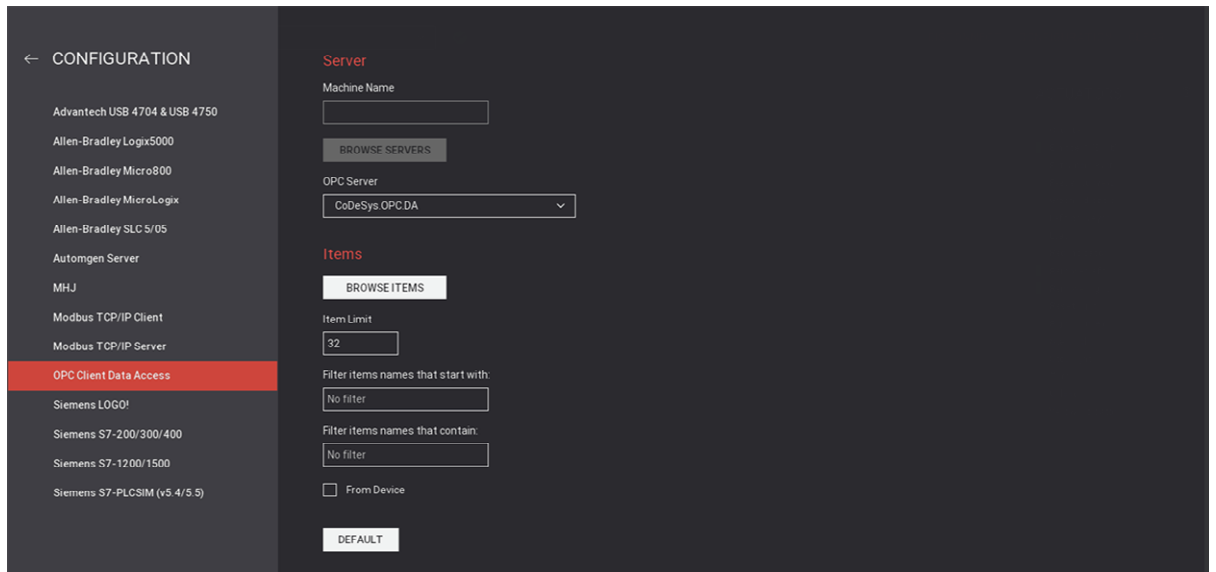 ← CONFIGURATION
Advantech USB 4704 & USB 4750
Allen-Bradley Logix5000
Allen-Bradley Micro800
Allen-Bradley MicroLogix
Allen-Bradley SLC 5/05
Automgen Server
MHJ
Modbus TCP/IP Client
Modbus TCP/IP Server
OPC Client Data Access
Siemens LOGO!
Siemens S7-200/300/400
Siemens S7-1200/1500
Siemens S7-PLCSIM (v5.4/5.5)
Server
Machine Name
BROWSE SERVERS
OPC Server
CoDeSys.OPC.DA
Items
BROWSE ITEMS
Item Limit
32
Filter items names that start with:
No filter
Filter items names that contain:
No filter
From Device
DEFAULT